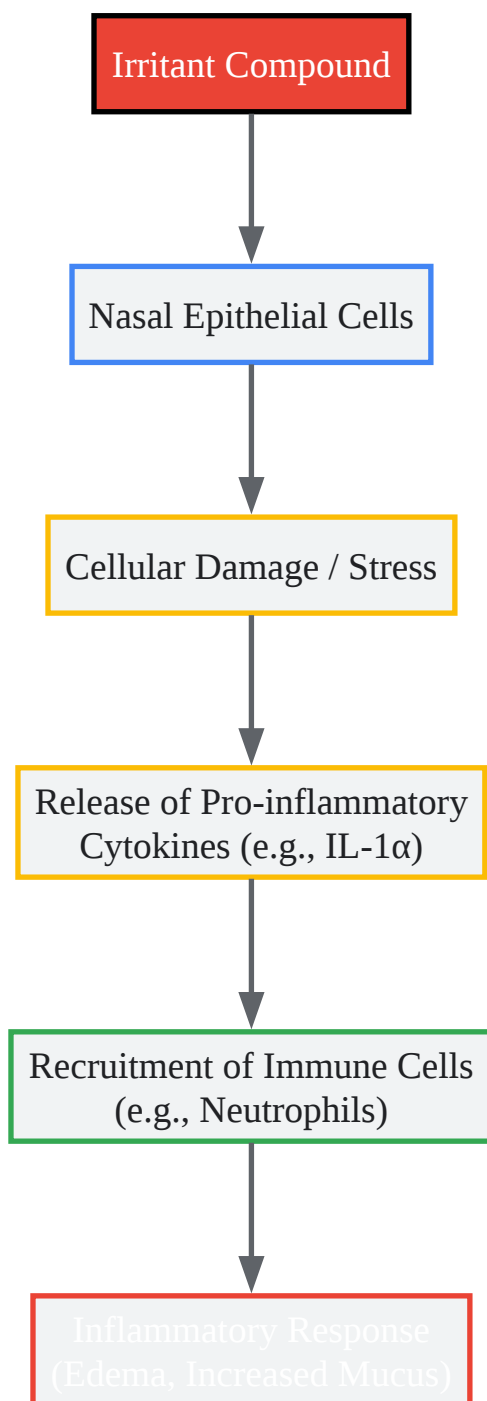 Irritant Compound
Nasal Epithelial Cells
Cellular Damage / Stress
Release of Pro-inflammatory
Cytokines (e.g., IL-1α)
Recruitment of Immune Cells
(e.g., Neutrophils)
Inflammatory Response
(Edema, Increased Mucus)